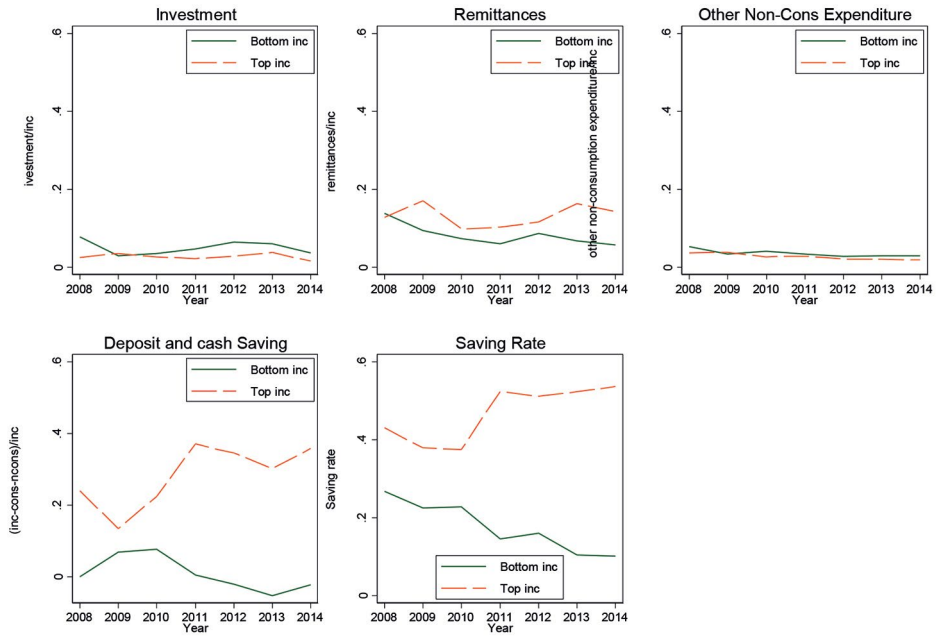 Investment
ivestment/inc
.6
.4
.2
0
Bottom inc
Top inc
2008 2009 2010 2011 2012 2013 2014
Year
Remittances
remittances/inc
.6
.4
.2
0
Bottom inc
Top inc
2008 2009 2010 2011 2012 2013 2014
Year
Other Non-Cons Expenditure
other non-consumption expenditure/inc
.6
.4
.2
0
Bottom inc
Top inc
2008 2009 2010 2011 2012 2013 2014
Year
Deposit and cash Saving
(inc-cons-ncons)/inc
.6
.4
.2
0
Bottom inc
Top inc
2008 2009 2010 2011 2012 2013 2014
Year
Saving Rate
Saving rate
.6
.4
.2
0
Bottom inc
Top inc
2008 2009 2010 2011 2012 2013 2014
Year